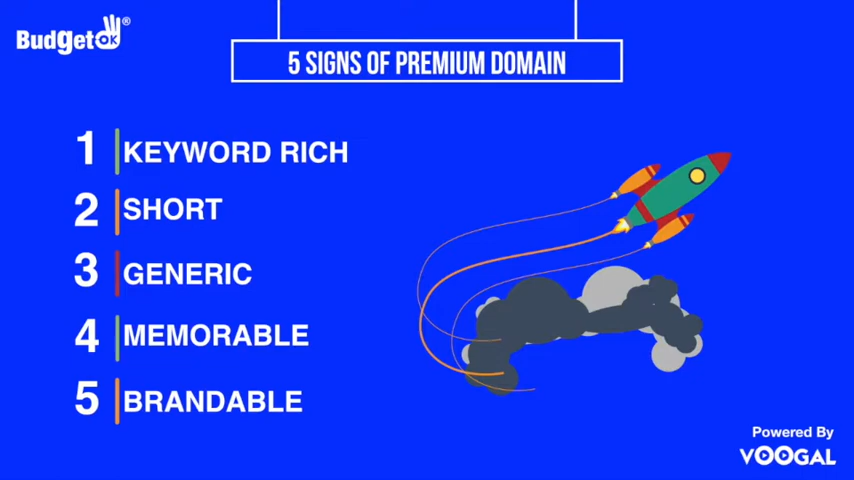 BudgetOK®
5 SIGNS OF PREMIUM DOMAIN
1 KEYWORD RICH
2 SHORT
3 GENERIC
4 MEMORABLE
5 BRANDABLE
Powered By
VOOGAL